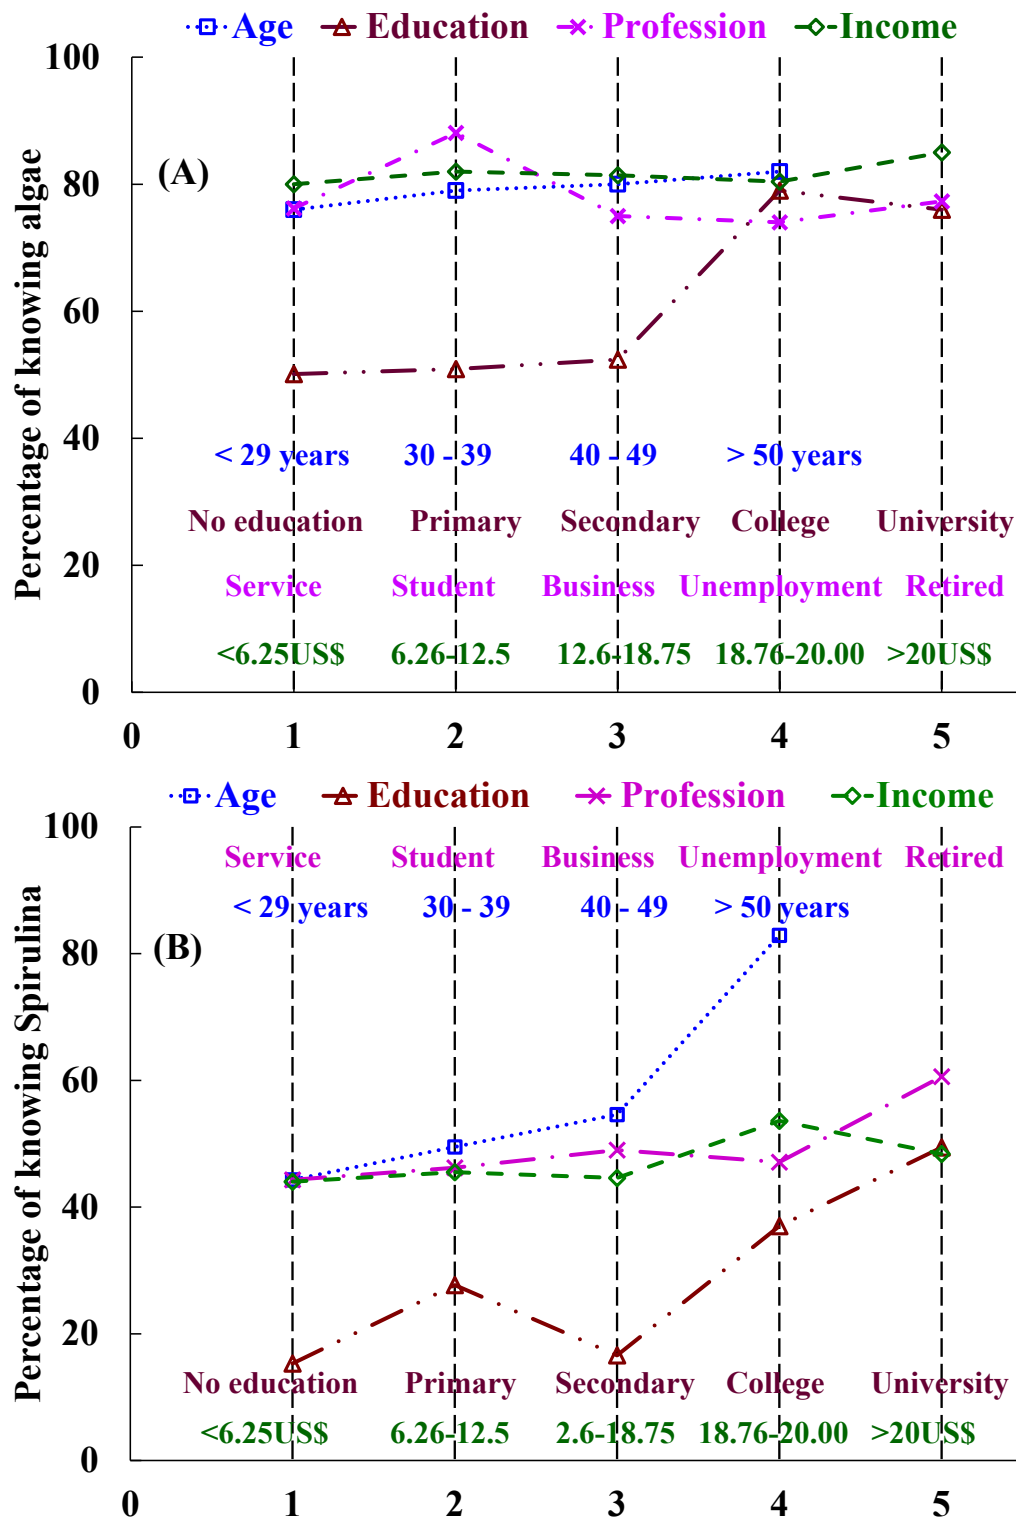 Age Education Profession Income
100
80
60
40
20
0
Percentage of knowing algae
(A)
< 29 years 30 - 39 40 - 49 > 50 years
No education Primary Secondary College University
Service Student Business Unemployment Retired
<6.25US$ 6.26-12.5 12.6-18.75 18.76-20.00 >20US$
0 1 2 3 4 5
Age Education Profession Income
100
80
60
40
20
0
Percentage of knowing Spirulina
Service Student Business Unemployment Retired
< 29 years 30 - 39 40 - 49 > 50 years
(B)
No education Primary Secondary College University
<6.25US$ 6.26-12.5 2.6-18.75 18.76-20.00 >20US$
0 1 2 3 4 5